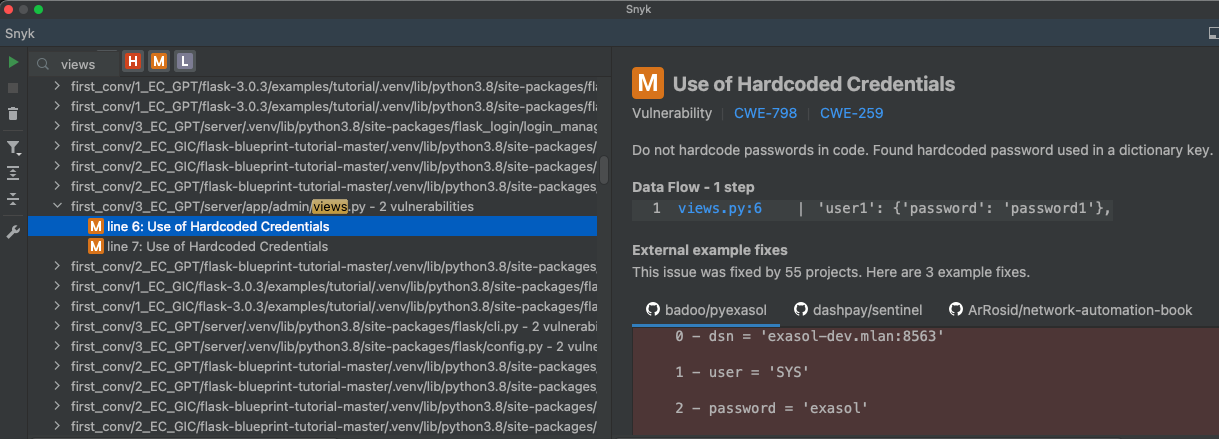 Snyk
Snyk
views H M L
first_conv/1_EC_GPT/flask-3.0.3/examples/tutorial/.venv/lib/python3.8/site-packages/fla
first_conv/1_EC_GPT/flask-3.0.3/examples/tutorial/.venv/lib/python3.8/site-packages/fla
first_conv/3_EC_GPT/server/.venv/lib/python3.8/site-packages/flask_login/login_manag
first_conv/2_EC_GIC/flask-blueprint-tutorial-master/.venv/lib/python3.8/site-packages/
first_conv/2_EC_GIC/flask-blueprint-tutorial-master/.venv/lib/python3.8/site-packages/
first_conv/2_EC_GPT/flask-blueprint-tutorial-master/.venv/lib/python3.8/site-packages/
first_conv/3_EC_GPT/server/app/admin/views.py - 2 vulnerabilities
M line 6: Use of Hardcoded Credentials
M line 7: Use of Hardcoded Credentials
first_conv/2_EC_GPT/flask-blueprint-tutorial-master/.venv/lib/python3.8/site-packages,
first_conv/1_EC_GIC/flask-3.0.3/examples/tutorial/.venv/lib/python3.8/site-packages/fla
first_conv/1_EC_GIC/flask-3.0.3/examples/tutorial/.venv/lib/python3.8/site-packages/fla
first_conv/3_EC_GPT/server/.venv/lib/python3.8/site-packages/flask/cli.py - 2 vulnerabi
first_conv/3_EC_GPT/server/.venv/lib/python3.8/site-packages/flask/config.py - 2 vulne
first_conv/2_EC_GPT/flask-blueprint-tutorial-master/.venv/lib/python3.8/site-packages,
first_conv/2_EC_GPT/flask-blueprint-tutorial-master/.venv/lib/python3.8/site-packages,
first_conv/2_EC_GIC/flask-blueprint-tutorial-master/.venv/lib/python3.8/site-packages/
first_conv/2_EC_GIC/flask-blueprint-tutorial-master/.venv/lib/python3.8/site-packages/
M Use of Hardcoded Credentials
Vulnerability | CWE-798 | CWE-259
Do not hardcode passwords in code. Found hardcoded password used in a dictionary key.
Data Flow - 1 step
1 views.py:6 | 'user1': {'password': 'password1'},
External example fixes
This issue was fixed by 55 projects. Here are 3 example fixes.
badoo/pyexasol dashpay/sentinel ArRosid/network-automation-book
0 - dsn = 'exasol-dev.mlan:8563'
1 - user = 'SYS'
2 - password = 'exasol'